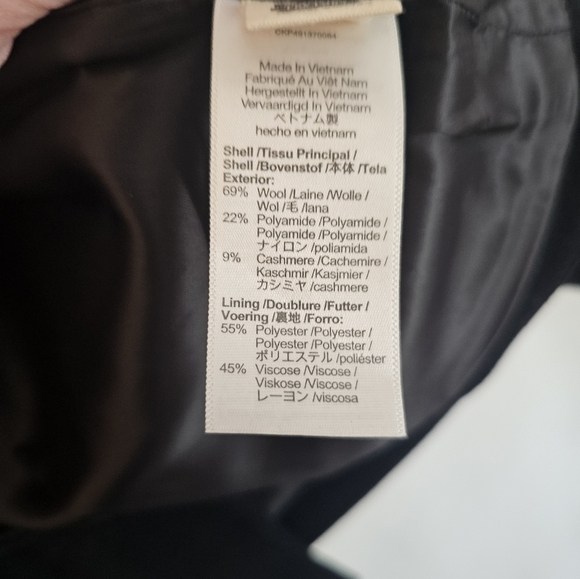 Made In Vietnam
Fabriqué Au Viêt Nam
Hergestellt In Vietnam
Vervaardigd In Vietnam
ベトナム製
hecho en vietnam
Shell /Tissu Principal /
Shell /Bovenstof /本体 /Tela
Exterior:
69% Wool /Laine /Wolle /
Wol /毛 /lana
22% Polyamide /Polyamide /
Polyamide /Polyamide /
ナイロン /poliamida
9% Cashmere /Cachemire /
Kaschmir /Kasjmier /
カシミヤ /cashmere
Lining /Doublure /Futter /
Voering /裏地 /Forro:
55% Polyester /Polyester /
Polyester /Polyester /
ポリエステル /poliéster
45% Viscose /Viscose /
Viskose /Viscose /
レーヨン /viscosa